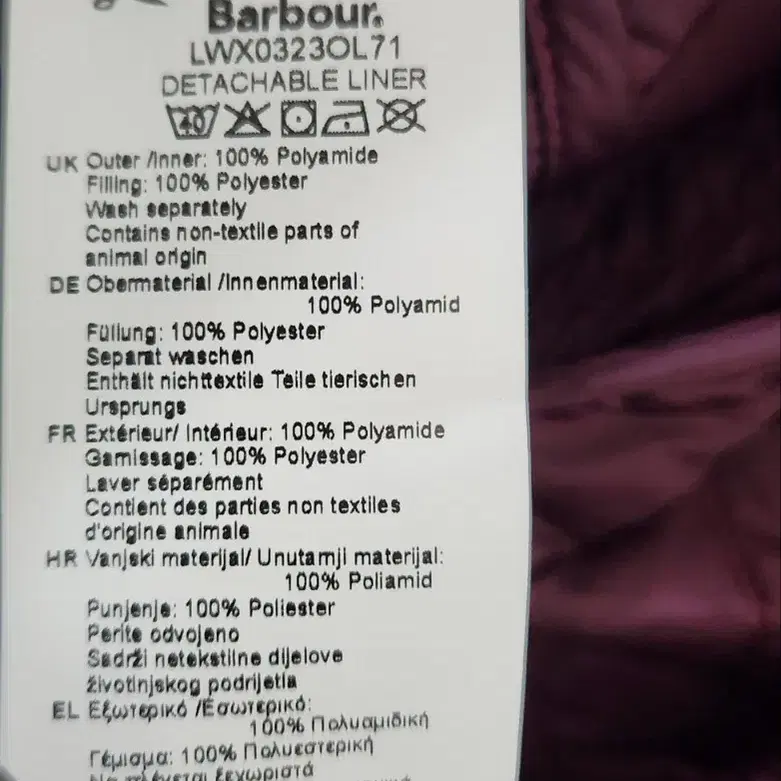 Barbour.
LWX0323OL71
DETACHABLE LINER
40
UK Outer /Inner: 100% Polyamide
Filling: 100% Polyester
Wash separately
Contains non-textile parts of
animal origin
DE Obermaterial /Innenmaterial:
100% Polyamid
Füllung: 100% Polyester
Separat waschen
Enthält nichttextile Teile tierischen
Ursprungs
FR Extérieur/ Intérieur: 100% Polyamide
Garnissage: 100% Polyester
Laver séparément
Contient des parties non textiles
d'origine animale
HR Vanjski materijal/ Unutarnji materijal:
100% Poliamid
Punjenje: 100% Poliester
Perite odvojeno
Sadrži netekstilne dijelove
životinjskog podrijetla
EL Εξωτερικό /Εσωτερικό:
100% Πολυαμιδική
Γέμισμα: 100% Πολυεστερική
Να πλένεται ξεχωριστά